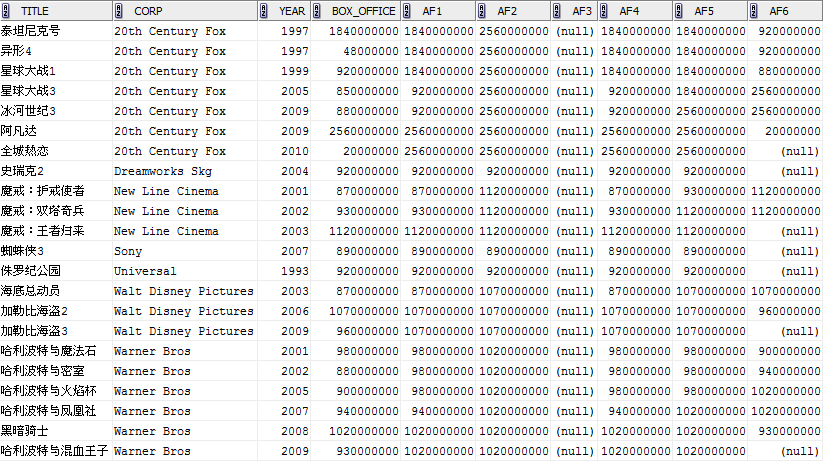 TITLE CORP YEAR BOX_OFFICE AF1 AF2 AF3 AF4 AF5 AF6
泰坦尼克号 20th Century Fox 1997 1840000000 1840000000 2560000000 (null) 1840000000 1840000000 920000000
异形4 20th Century Fox 1997 48000000 1840000000 2560000000 (null) 1840000000 1840000000 920000000
星球大战1 20th Century Fox 1999 920000000 1840000000 2560000000 (null) 1840000000 1840000000 880000000
星球大战3 20th Century Fox 2005 850000000 920000000 2560000000 (null) 920000000 1840000000 2560000000
冰河世纪3 20th Century Fox 2009 880000000 920000000 2560000000 (null) 920000000 2560000000 2560000000
阿凡达 20th Century Fox 2009 2560000000 2560000000 2560000000 (null) 2560000000 2560000000 20000000
全城热恋 20th Century Fox 2010 20000000 2560000000 2560000000 (null) 2560000000 2560000000 (null)
史瑞克2 Dreamworks Skg 2004 920000000 920000000 920000000 (null) 920000000 920000000 (null)
魔戒：护戒使者 New Line Cinema 2001 870000000 870000000 1120000000 (null) 870000000 930000000 1120000000
魔戒：双塔奇兵 New Line Cinema 2002 930000000 930000000 1120000000 (null) 930000000 1120000000 1120000000
魔戒：王者归来 New Line Cinema 2003 1120000000 1120000000 1120000000 (null) 1120000000 1120000000 (null)
蜘蛛侠3 Sony 2007 890000000 890000000 890000000 (null) 890000000 890000000 (null)
侏罗纪公园 Universal 1993 920000000 920000000 920000000 (null) 920000000 920000000 (null)
海底总动员 Walt Disney Pictures 2003 870000000 870000000 1070000000 (null) 870000000 1070000000 1070000000
加勒比海盗2 Walt Disney Pictures 2006 1070000000 1070000000 1070000000 (null) 1070000000 1070000000 960000000
加勒比海盗3 Walt Disney Pictures 2009 960000000 1070000000 1070000000 (null) 1070000000 1070000000 (null)
哈利波特与魔法石 Warner Bros 2001 980000000 980000000 1020000000 (null) 980000000 980000000 900000000
哈利波特与密室 Warner Bros 2002 880000000 980000000 1020000000 (null) 980000000 980000000 940000000
哈利波特与火焰杯 Warner Bros 2005 900000000 980000000 1020000000 (null) 980000000 980000000 1020000000
哈利波特与凤凰社 Warner Bros 2007 940000000 940000000 1020000000 (null) 940000000 1020000000 1020000000
黑暗骑士 Warner Bros 2008 1020000000 1020000000 1020000000 (null) 1020000000 1020000000 930000000
哈利波特与混血王子 Warner Bros 2009 930000000 1020000000 1020000000 (null) 1020000000 1020000000 (null)